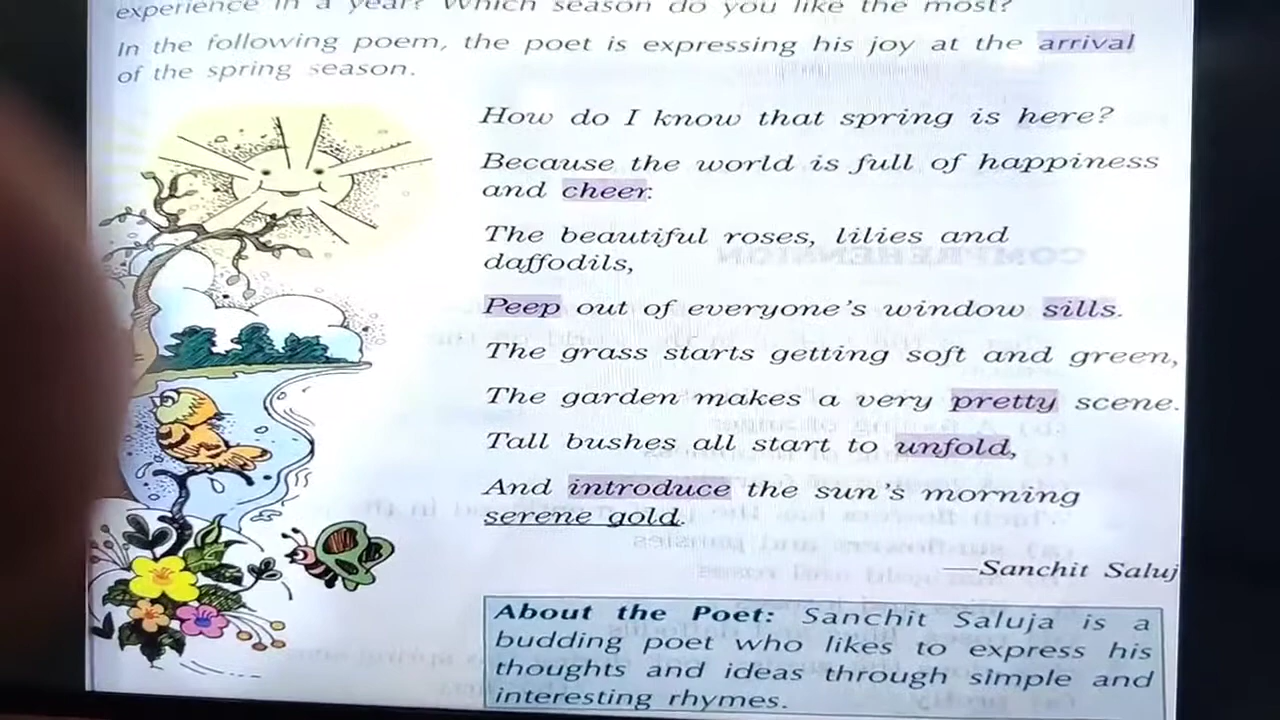 experience in a year? Which season do you like the most?
In the following poem, the poet is expressing his joy at the arrival
of the spring season.
How do I know that spring is here?
Because the world is full of happiness
and cheer.
The beautiful roses, lilies and
daffodils,
Peep out of everyone's window sills.
The grass starts getting soft and green,
The garden makes a very pretty scene.
Tall bushes all start to unfold,
And introduce the sun's morning
serene gold.
—Sanchit Saluj
About the Poet: Sanchit Saluja is a
budding poet who likes to express his
thoughts and ideas through simple and
interesting rhymes.